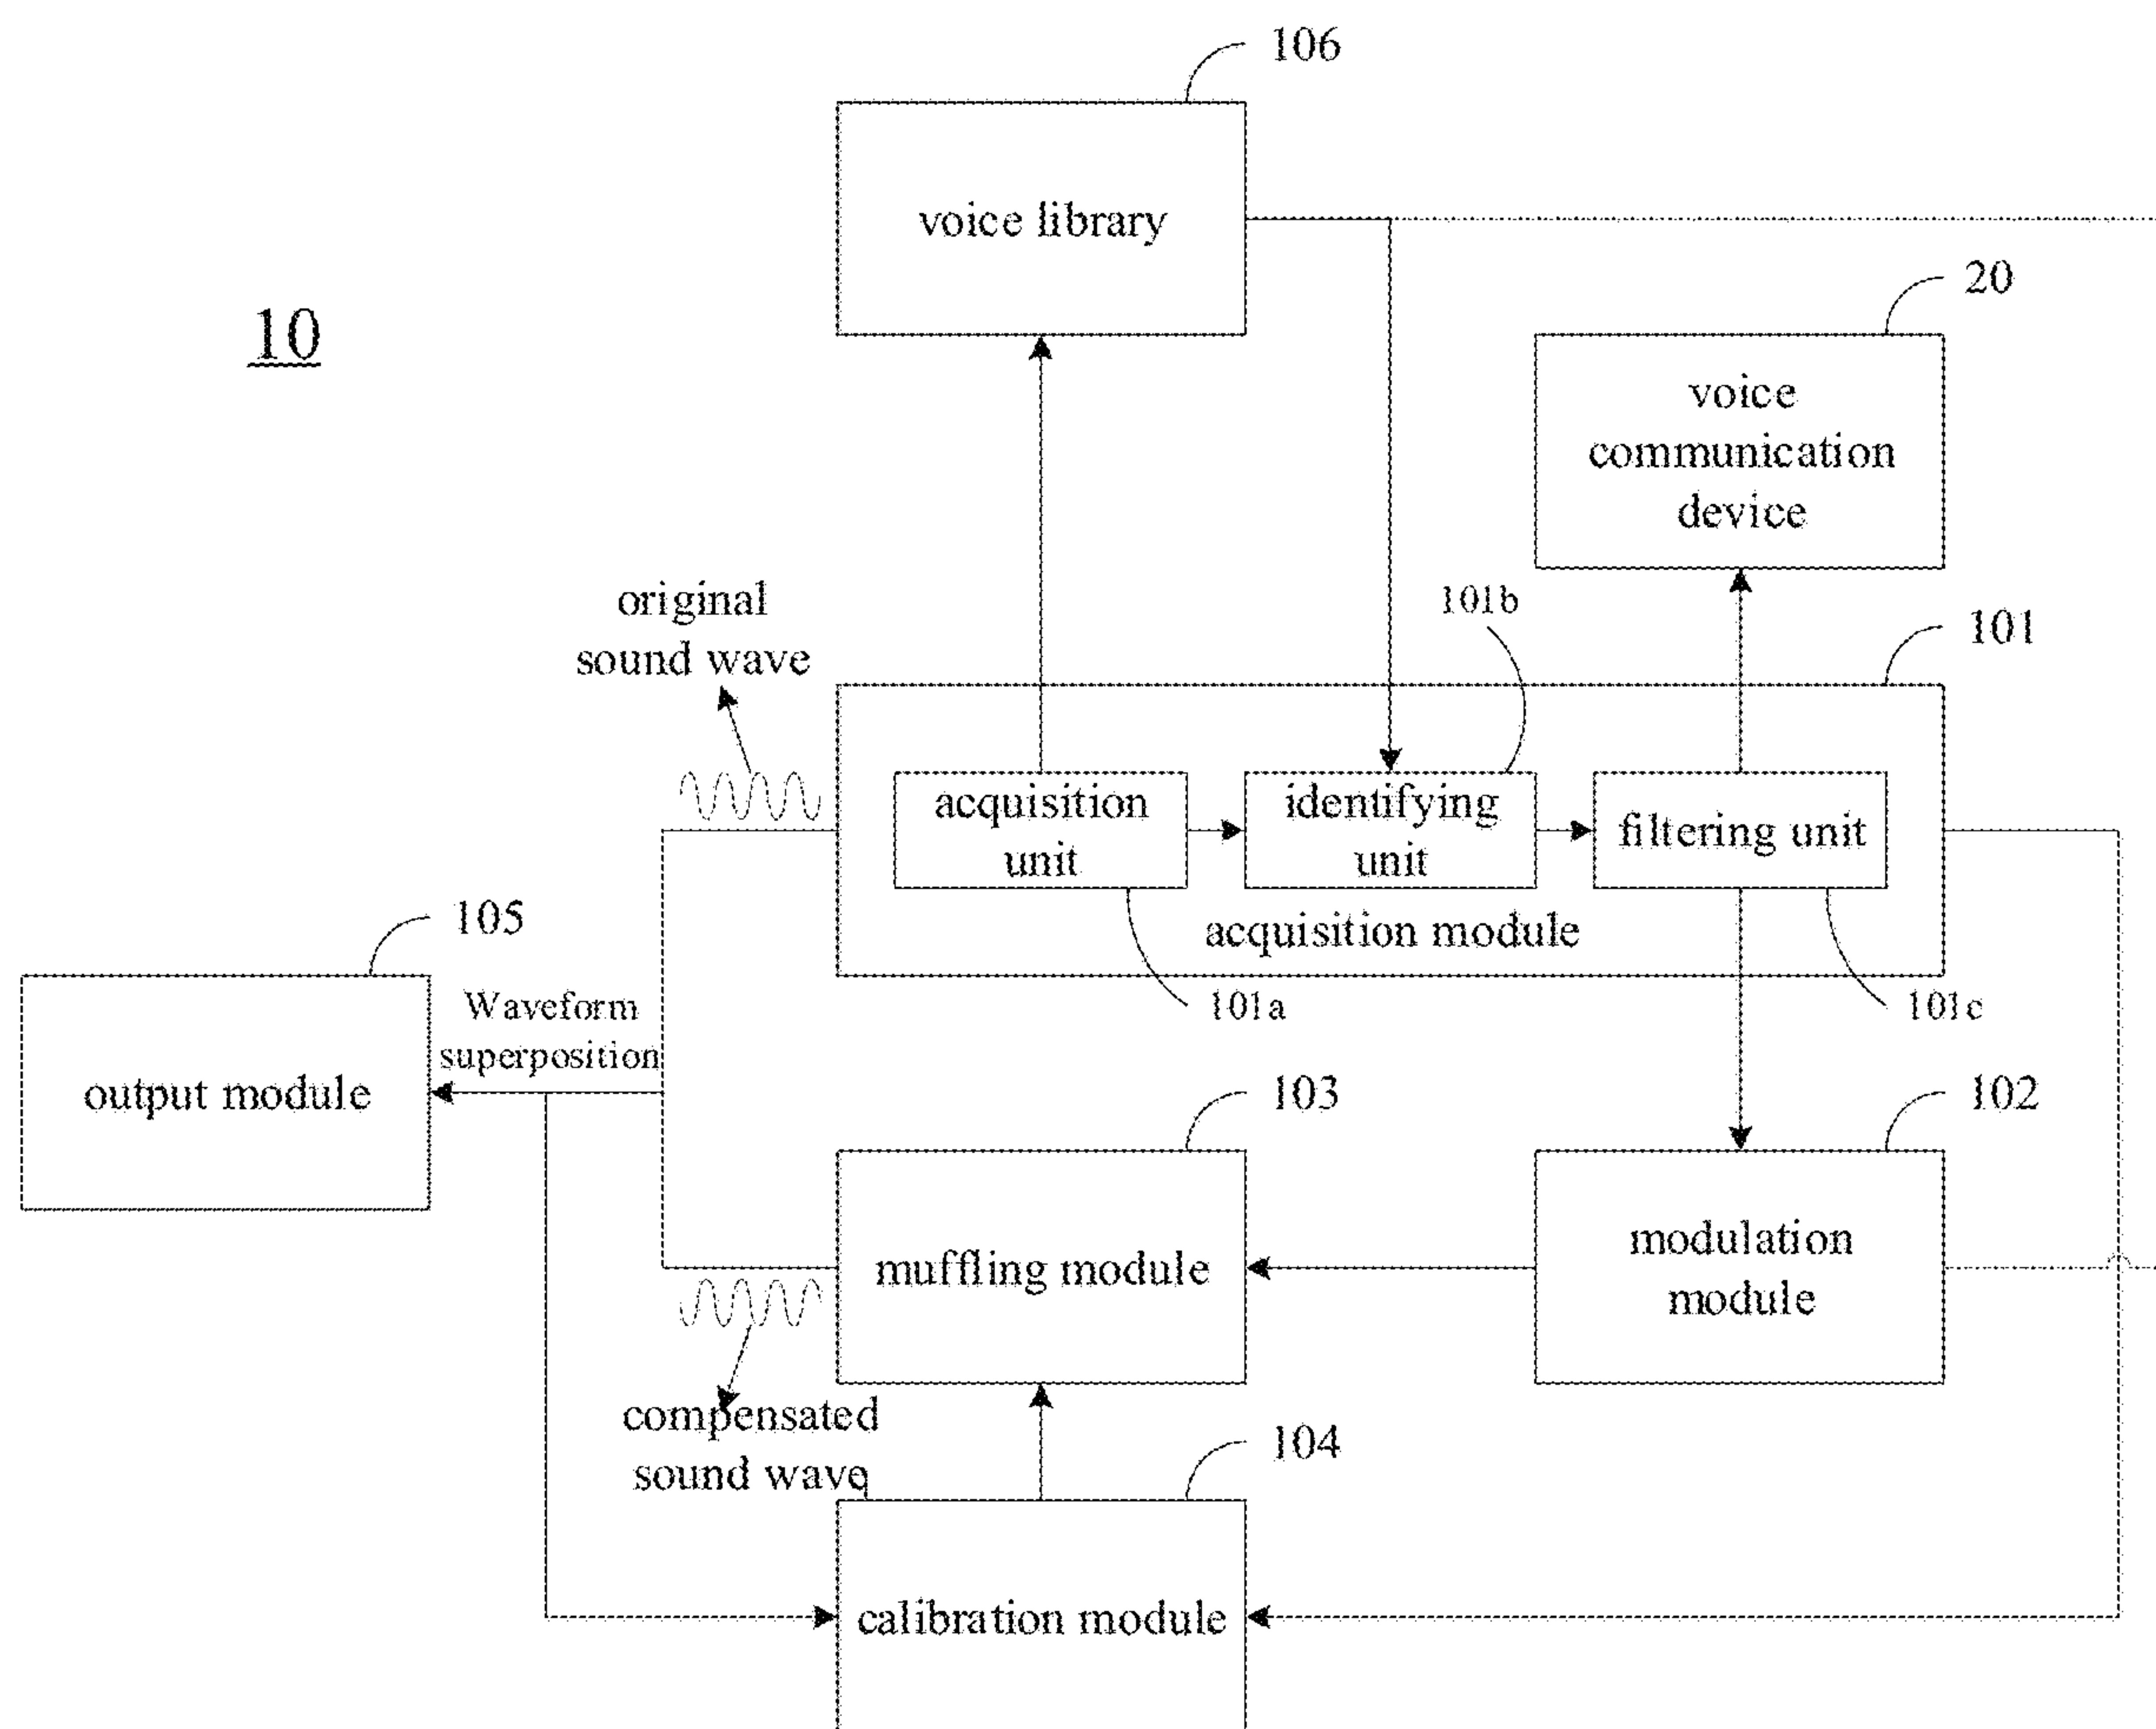 106
voice library
20
10
voice
communication
device
original
sound wave
101b
101
acquisition
unit
identifying
unit
filtering unit
acquisition module
105
101a
101c
Waveform
superposition
output module
103
102
muffling module
modulation
module
compensated
sound wave
104
calibration module